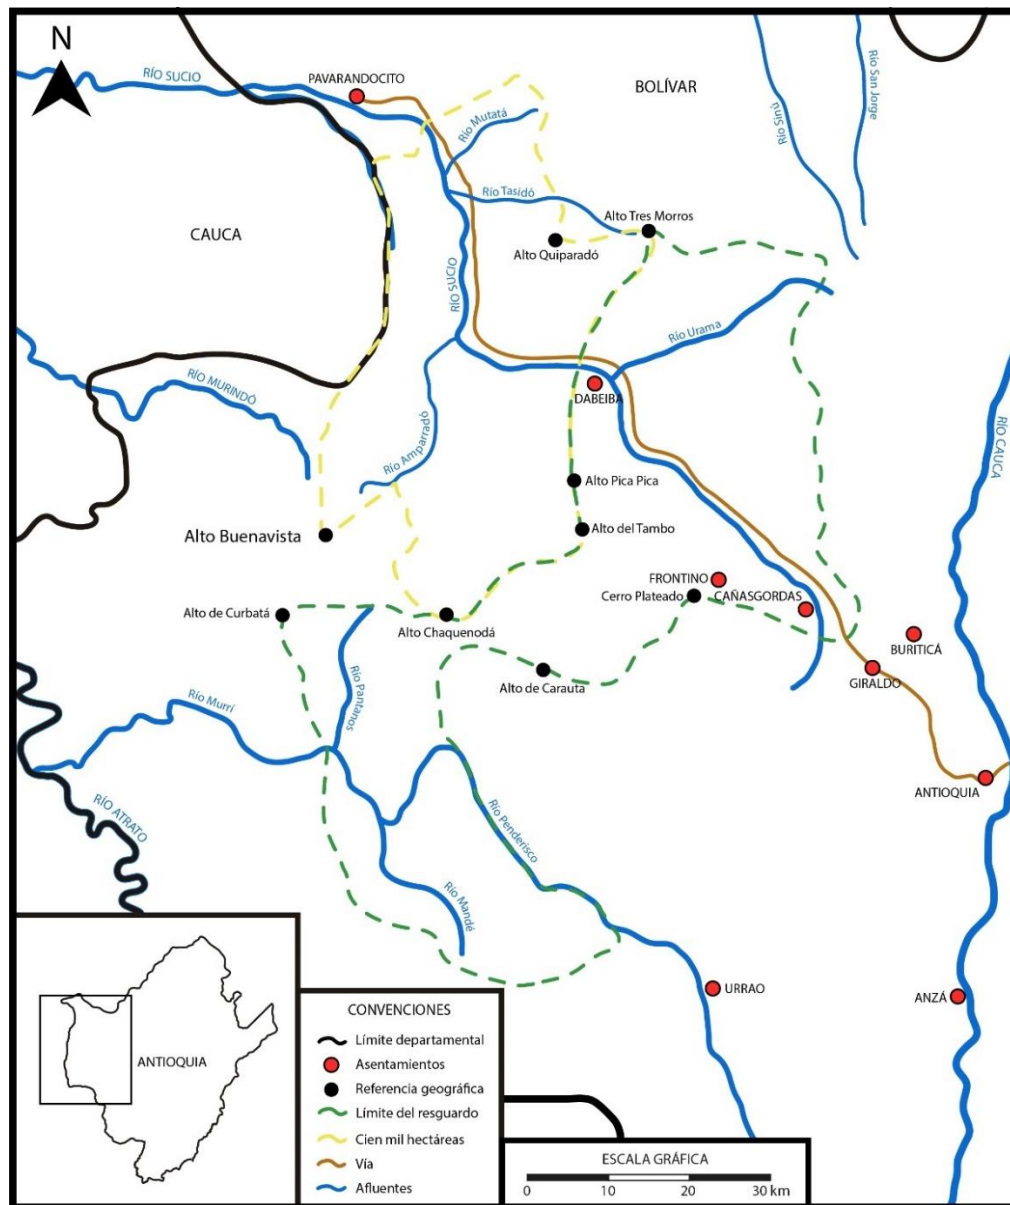 N
RÍO SUCIO
PAVARANDOCITO
BOLÍVAR
Río San Jorge
Río Sinú
Río Mutatá
Río Tasidó
Alto Tres Morros
CAUCA
Alto Quiparadó
RÍO SUCIO
Río Urama
RÍO MURINDÓ
DABEIBA
RÍO CAUCA
Río Amparradó
Alto Pica Pica
Alto Buenavista
Alto del Tambo
FRONTINO
Cerro Plateado
CAÑASGORDAS
Alto de Curbatá
Alto Chaquenodá
BURITICÁ
Río Pantanos
Alto de Carauta
GIRALDO
Río Murrí
ANTIOQUIA
RÍO ATRATO
Río Penderisco
Río Mandé
URRAO
ANZÁ
ANTIOQUIA
CONVENCIONES
Límite departamental
Asentamientos
Referencia geográfica
Límite del resguardo
Cien mil hectáreas
Vía
Afluentes
ESCALA GRÁFICA
0 10 20 30 km